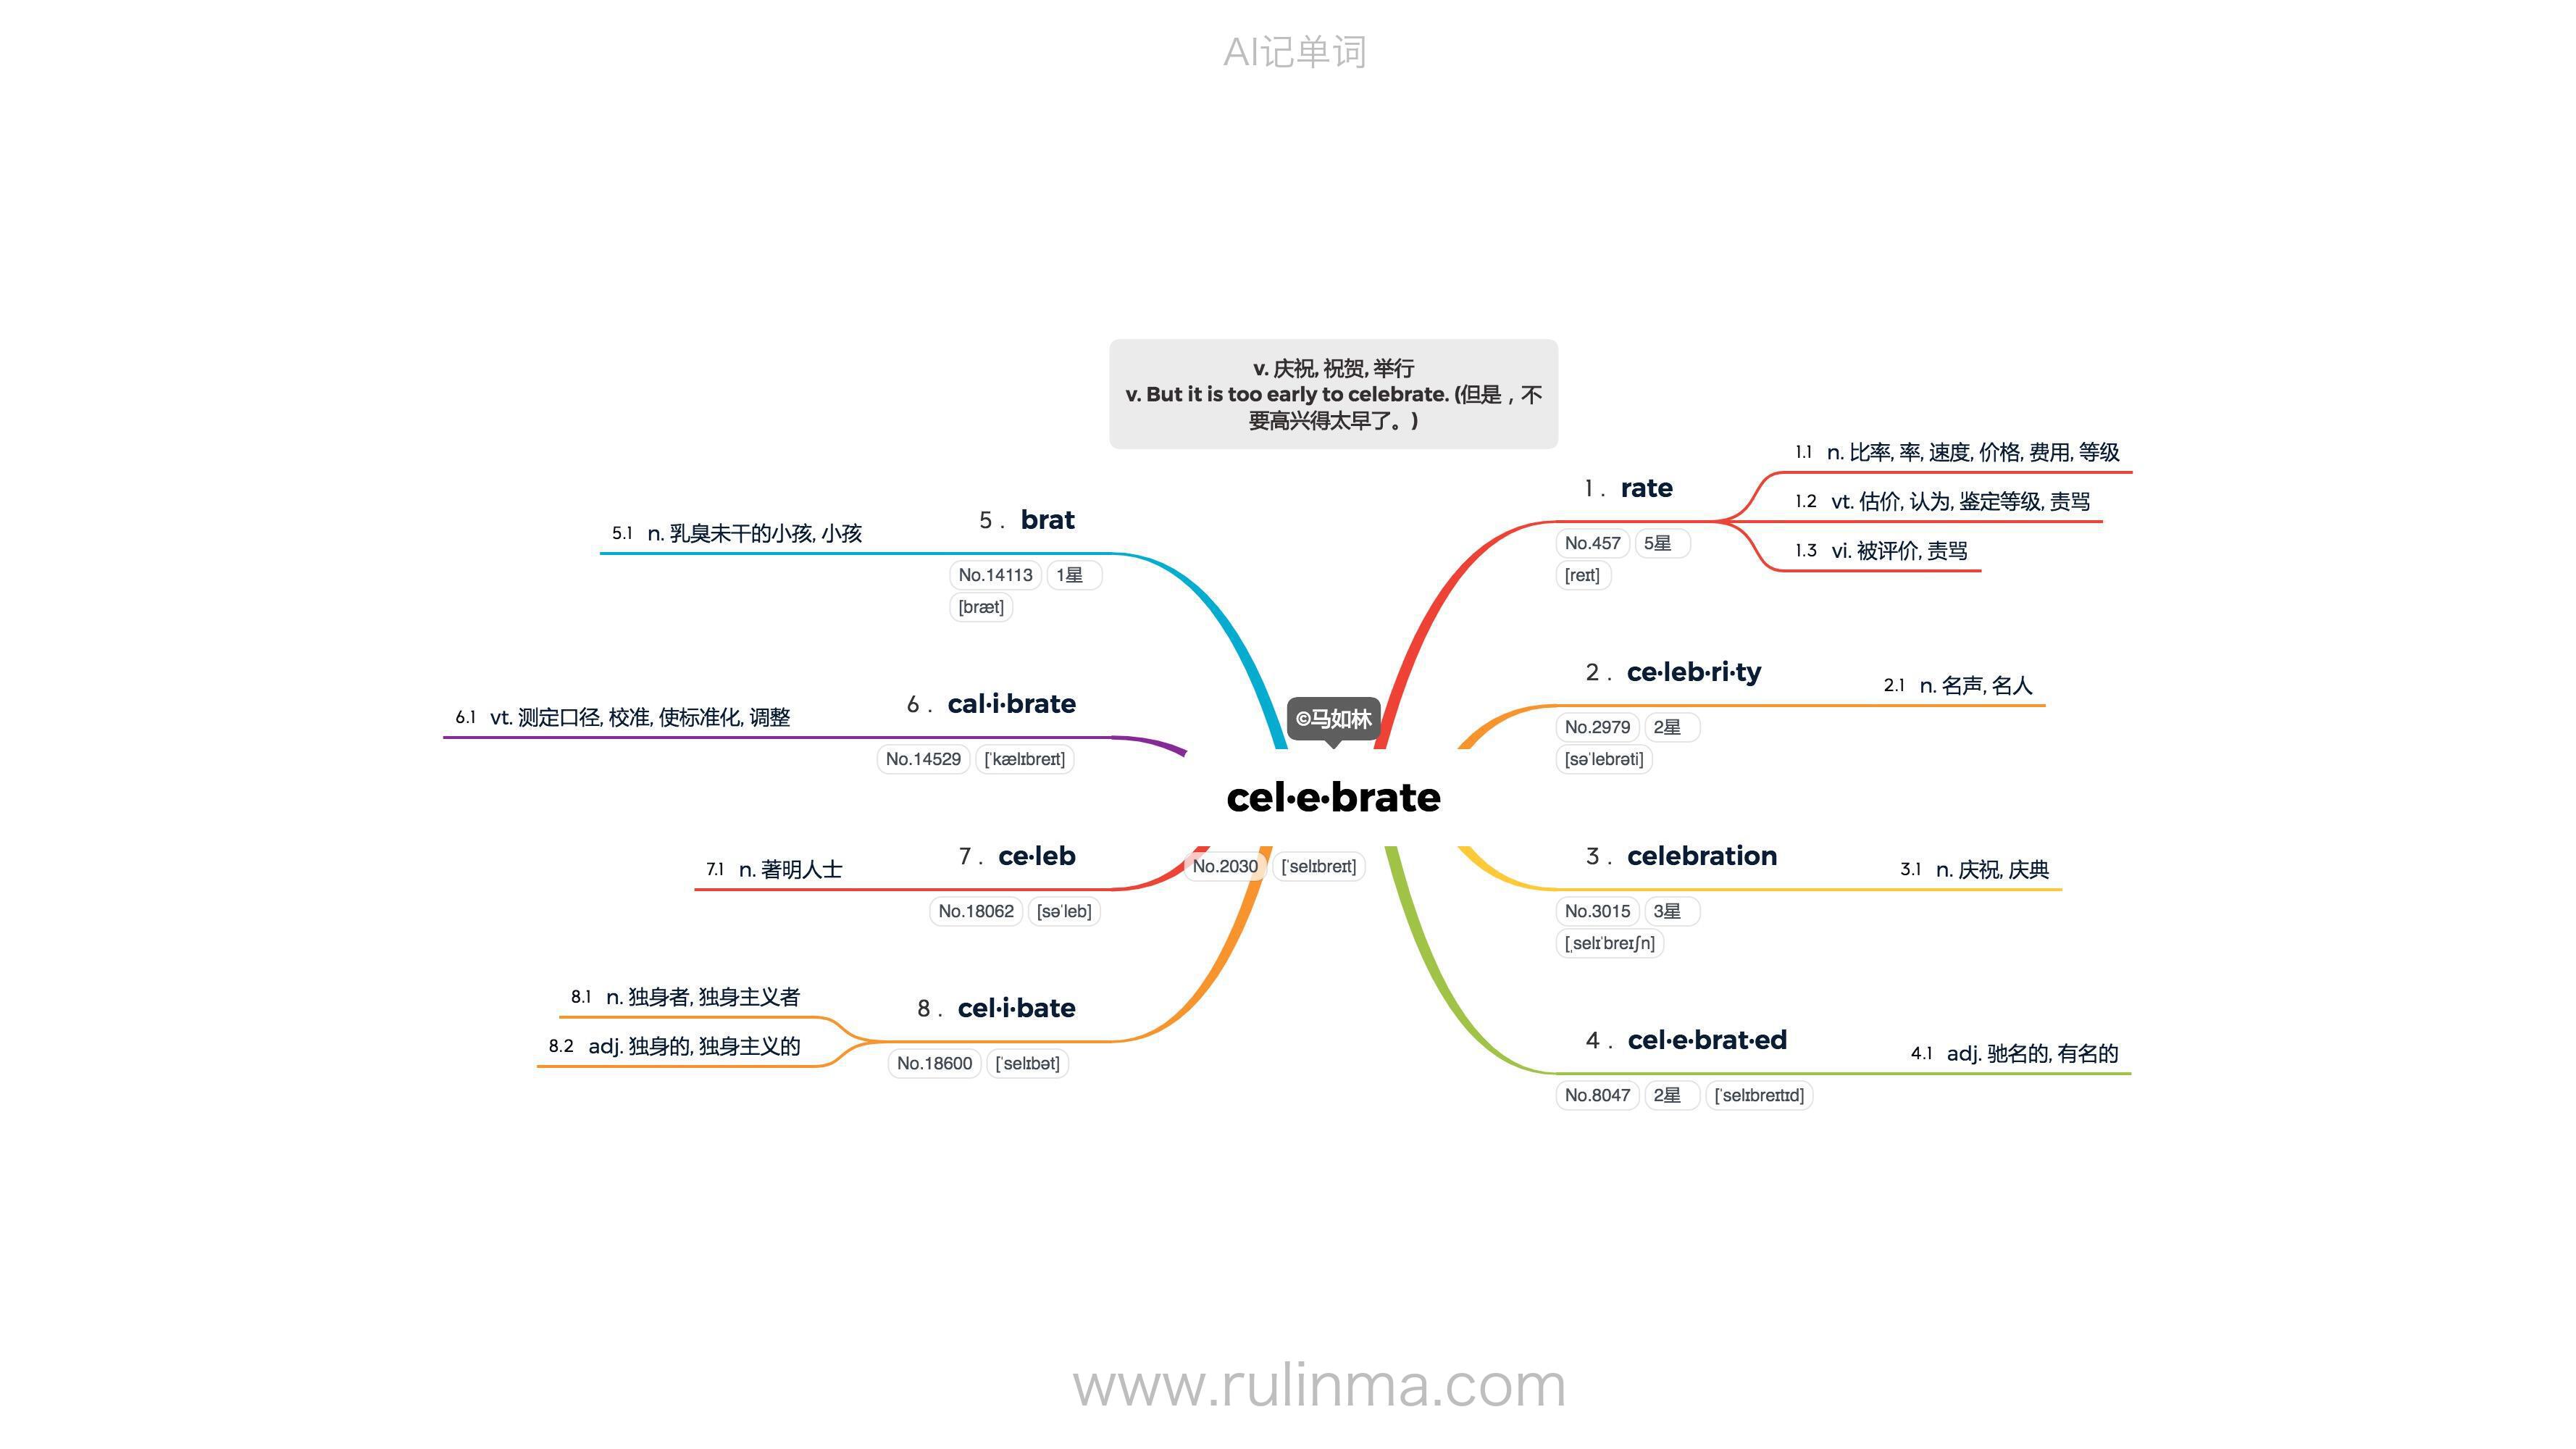 AI记单词
v. 庆祝, 祝贺, 举行
v. But it is too early to celebrate. (但是，不
要高兴得太早了。)
©马如林
cel·e·brate
No.2030 [ˈselɪbreɪt]
1. rate
No.457 5星
[reɪt]
1.1 n. 比率, 率, 速度, 价格, 费用, 等级
1.2 vt. 估价, 认为, 鉴定等级, 责骂
1.3 vi. 被评价, 责骂
2. ce·leb·ri·ty
No.2979 2星
[səˈlebrəti]
2.1 n. 名声, 名人
3. celebration
No.3015 3星
[ˌselɪˈbreɪʃn]
3.1 n. 庆祝, 庆典
4. cel·e·brat·ed
No.8047 2星 [ˈselɪbreɪtɪd]
4.1 adj. 驰名的, 有名的
5. brat
No.14113 1星
[bræt]
5.1 n. 乳臭未干的小孩, 小孩
6. cal·i·brate
No.14529 [ˈkælɪbreɪt]
6.1 vt. 测定口径, 校准, 使标准化, 调整
7. ce·leb
No.18062 [səˈleb]
7.1 n. 著明人士
8. cel·i·bate
No.18600 [ˈselɪbət]
8.1 n. 独身者, 独身主义者
8.2 adj. 独身的, 独身主义的
www.rulinma.com